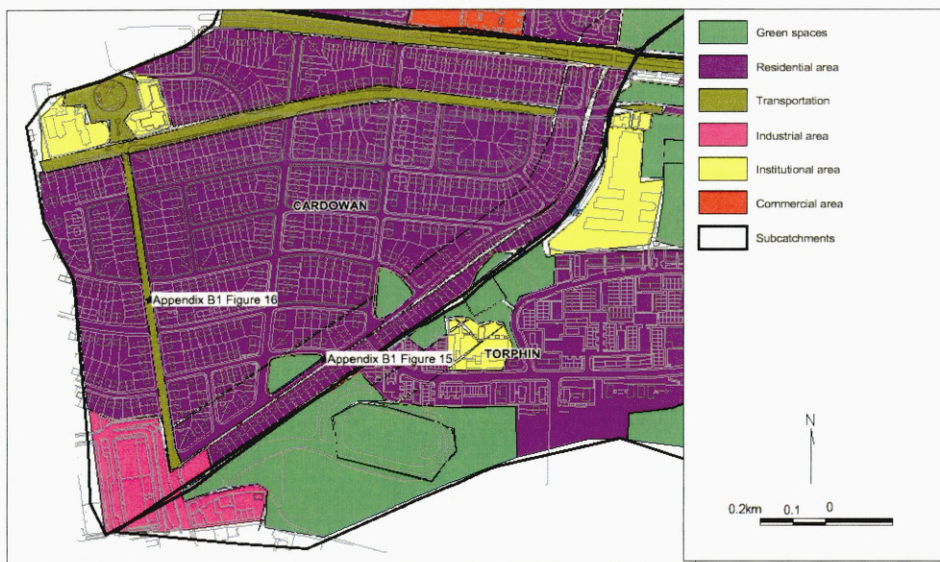 Green spaces
Residential area
Transportation
Industrial area
Institutional area
Commercial area
Subcatchments
CARDOWAN
Appendix B1 Figure 16
Appendix B1 Figure 15
TORPHIN
N
0.2km 0.1 0